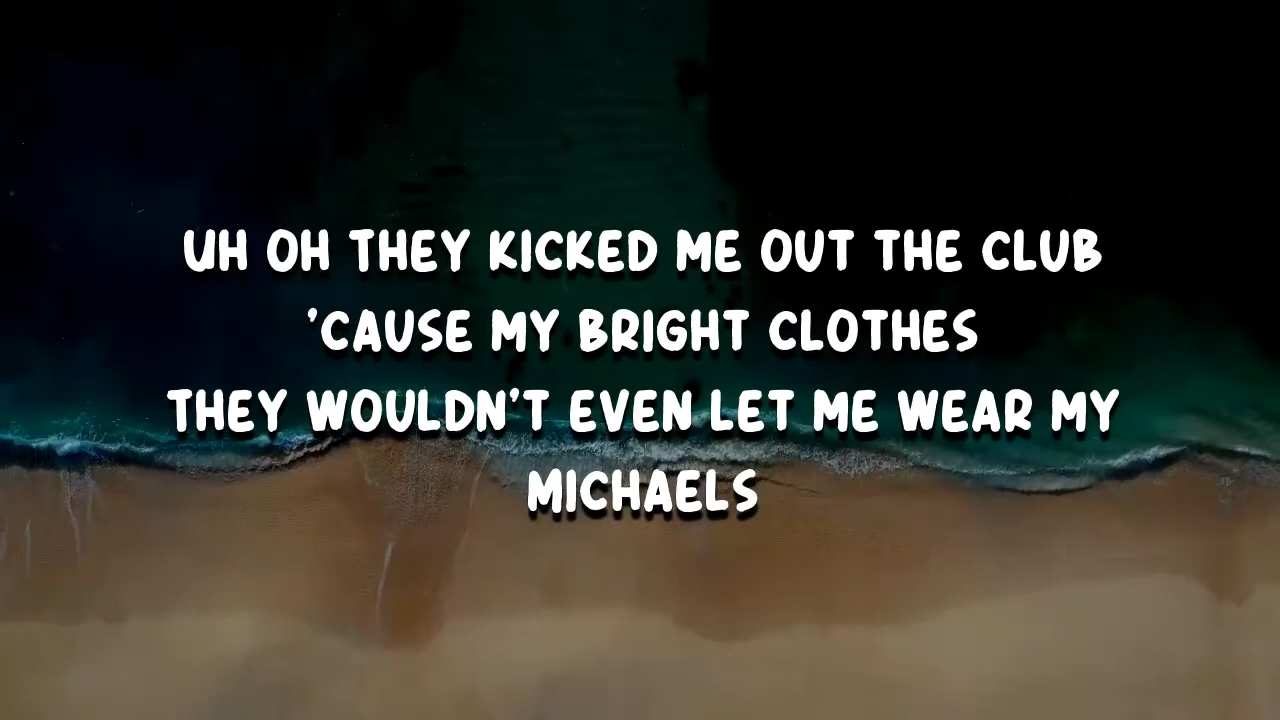 UH OH THEY KICKED ME OUT THE CLUB
'CAUSE MY BRIGHT CLOTHES
THEY WOULDN'T EVEN LET ME WEAR MY
MICHAELS